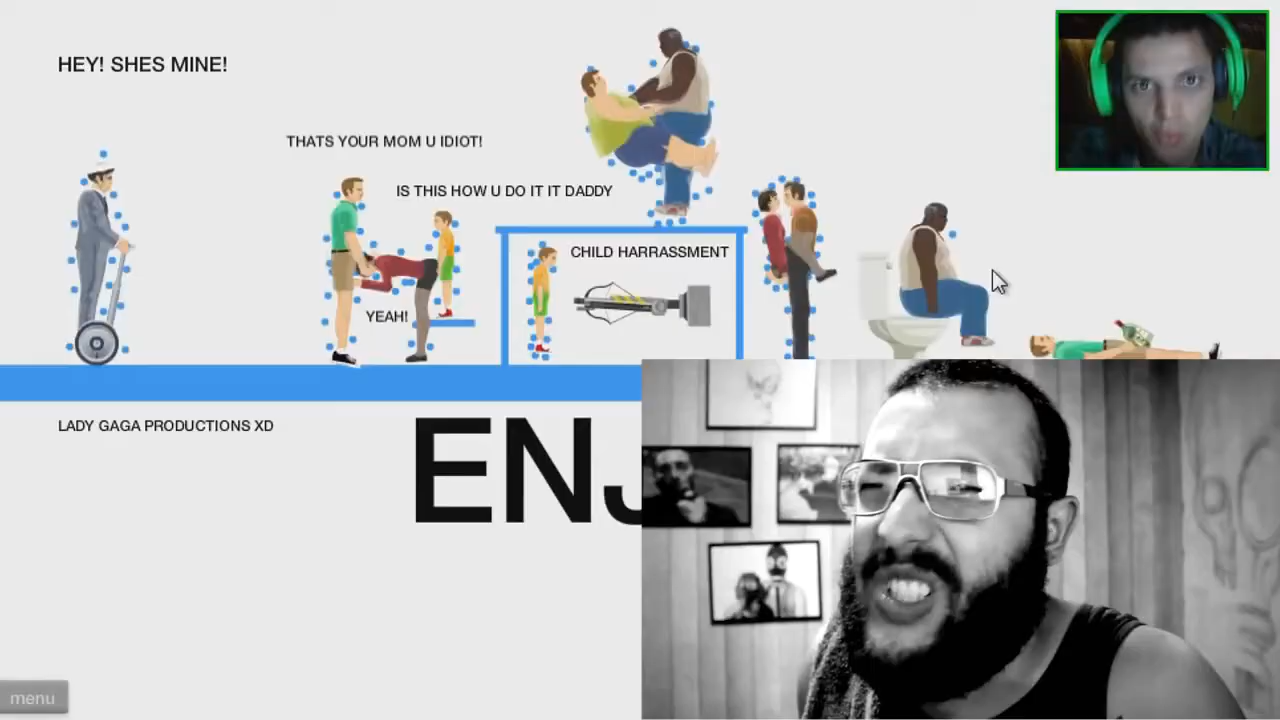 HEY! SHES MINE!
THATS YOUR MOM U IDIOT!
IS THIS HOW U DO IT IT DADDY
CHILD HARRASSMENT
YEAH!
LADY GAGA PRODUCTIONS XD
ENJ
menu